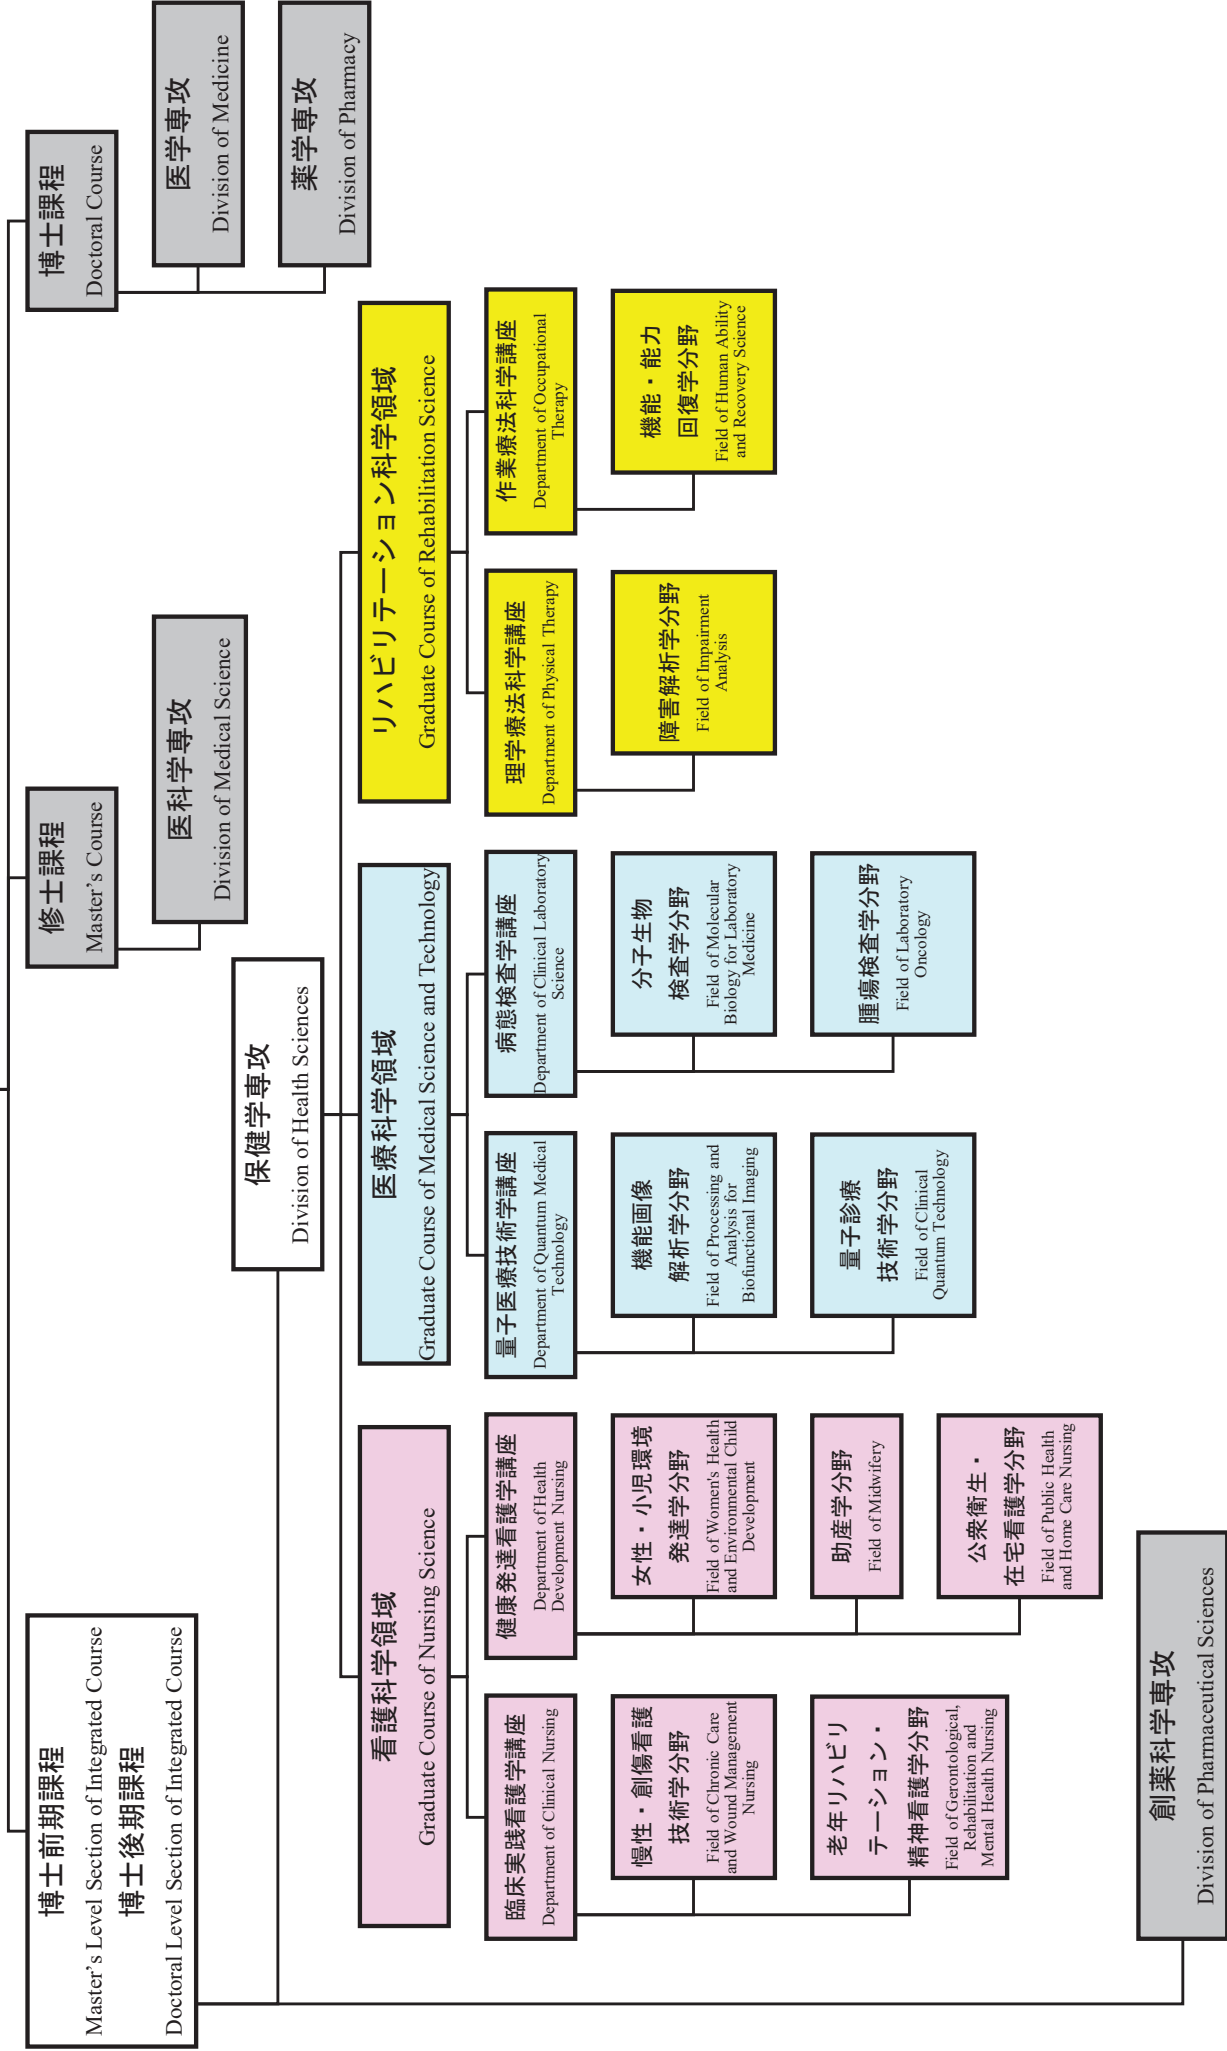 博士前期課程
Master's Level Section of Integrated Course
博士後期課程
Doctoral Level Section of Integrated Course
修士課程
Master's Course
博士課程
Doctoral Course
医科学専攻
Division of Medical Science
医学専攻
Division of Medicine
薬学専攻
Division of Pharmacy
保健学専攻
Division of Health Sciences
看護科学領域
Graduate Course of Nursing Science
医療科学領域
Graduate Course of Medical Science and Technology
リハビリテーション科学領域
Graduate Course of Rehabilitation Science
臨床実践看護学講座
Department of Clinical Nursing
健康発達看護学講座
Department of Health
Development Nursing
量子医療技術学講座
Department of Quantum Medical
Technology
病態検査学講座
Department of Clinical Laboratory
Science
理学療法科学講座
Department of Physical Therapy
作業療法科学講座
Department of Occupational
Therapy
慢性・創傷看護
技術学分野
Field of Chronic Care
and Wound Management
Nursing
女性・小児環境
発達学分野
Field of Women's Health
and Environmental Child
Development
機能画像
解析学分野
Field of Processing and
Analysis for
Biofunctional Imaging
分子生物
検査学分野
Field of Molecular
Biology for Laboratory
Medicine
障害解析学分野
Field of Impairment
Analysis
機能・能力
回復学分野
Field of Human Ability
and Recovery Science
老年リハビリ
テーション・
精神看護学分野
Field of Gerontological,
Rehabilitation and
Mental Health Nursing
助産学分野
Field of Midwifery
量子診療
技術学分野
Field of Clinical
Quantum Technology
腫瘍検査学分野
Field of Laboratory
Oncology
公衆衛生・
在宅看護学分野
Field of Public Health
and Home Care Nursing
創薬科学専攻
Division of Pharmaceutical Sciences